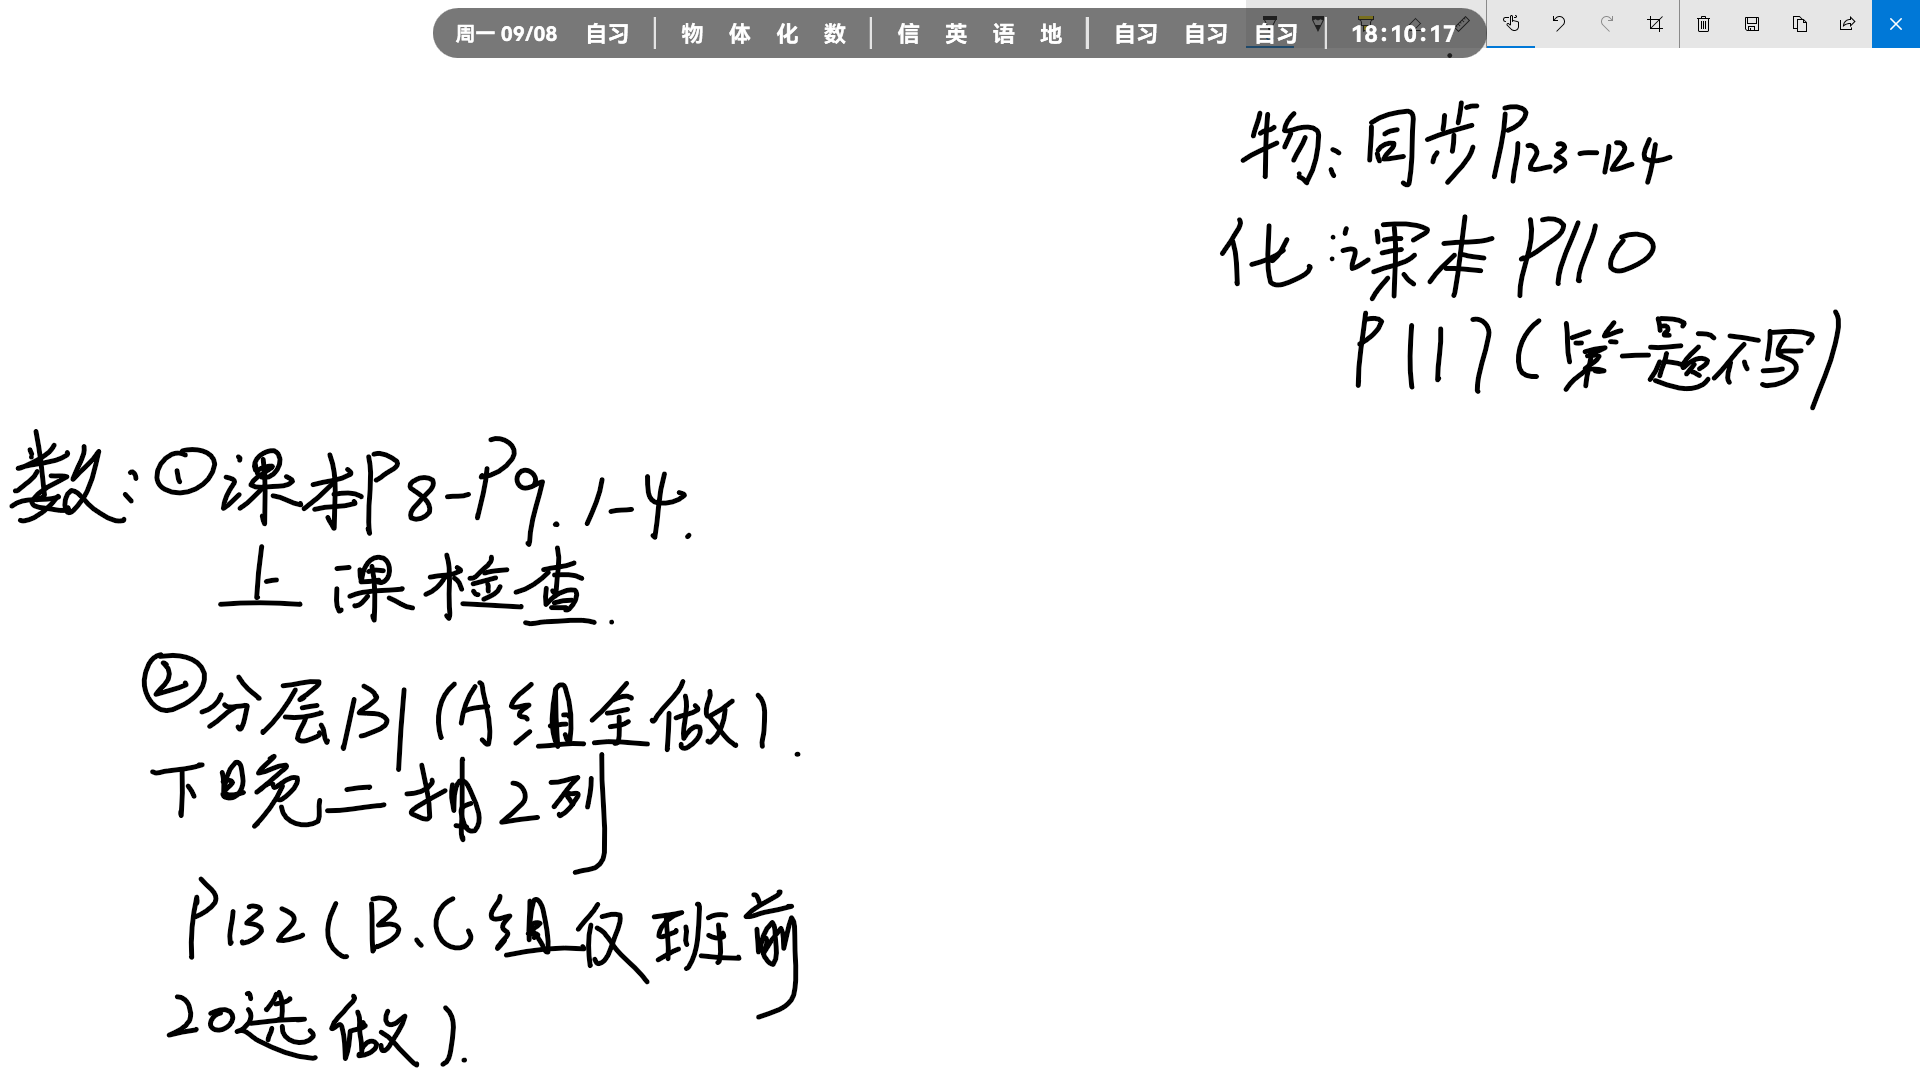 周一 09/08 自习 | 物 体 化 数 | 信 英 语 地 | 自习 自习 自习 | 18:10:17
物:同步P123-124
化:课本P110
P117(第一题不写)
数:①课本P8-P9.1-4.
上课检查.
②分层131(A组全做).
下晚二抽2列
P132(B、C组仅班前
20选做).